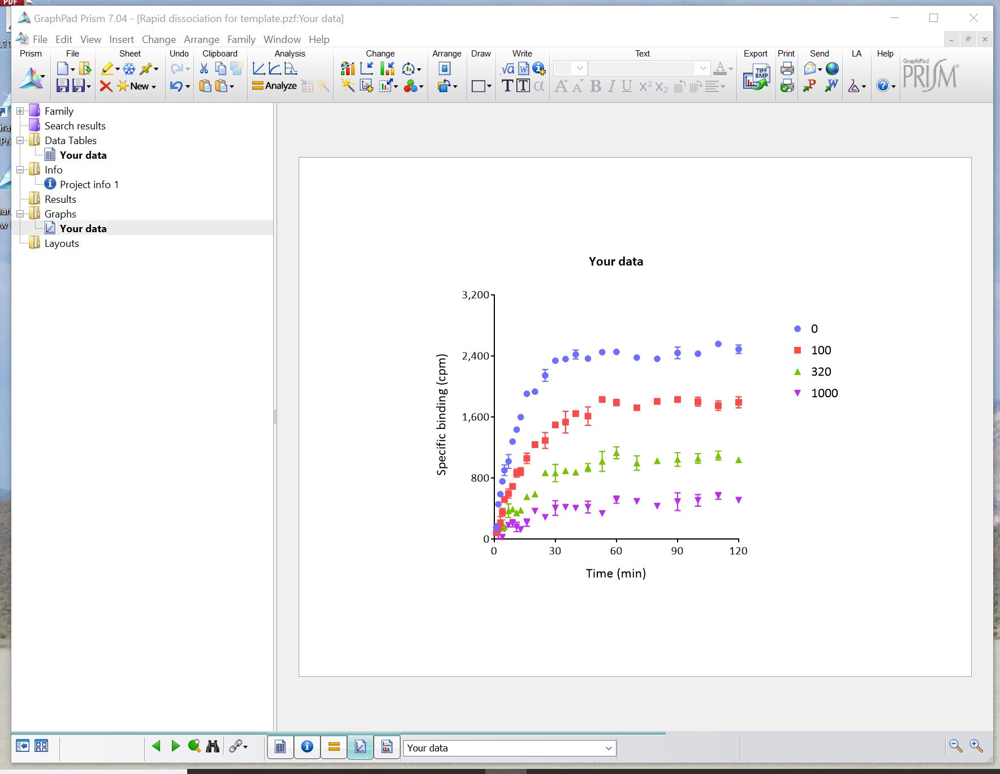 PDF
GraphPad Prism 7.04 - [Rapid dissociation for template.pzf:Your data]
File Edit View Insert Change Arrange Family Window Help
Prism File Sheet Undo Clipboard Analysis Change Arrange Draw Write Text Export Print Send LA Help
√α W i A TIFF BMP GraphPad PRISM®
New Analyze T T α A A B I U X² X₂ P W ?
Family
Search results
Data Tables
Your data
Info
Project info 1
Results
Graphs
Your data
Layouts
Your data
3,200
2,400
1,600
800
0
Specific binding (cpm)
0 30 60 90 120
Time (min)
0
100
320
1000
Your data